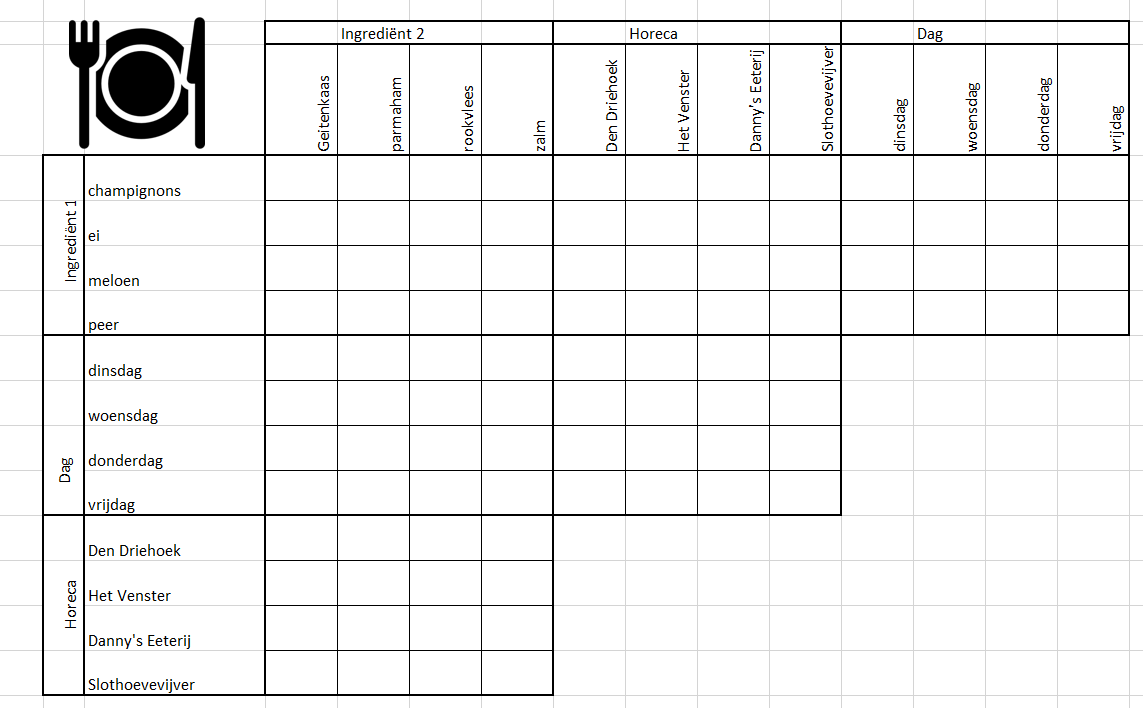 Ingrediënt 2 Horeca Dag
Geitenkaas parmaham rookvlees zalm Den Driehoek Het Venster Danny's Eeterij Slothoevevijver dinsdag woensdag donderdag vrijdag
Ingrediënt 1
champignons
ei
meloen
peer
Dag
dinsdag
woensdag
donderdag
vrijdag
Horeca
Den Driehoek
Het Venster
Danny's Eeterij
Slothoevevijver